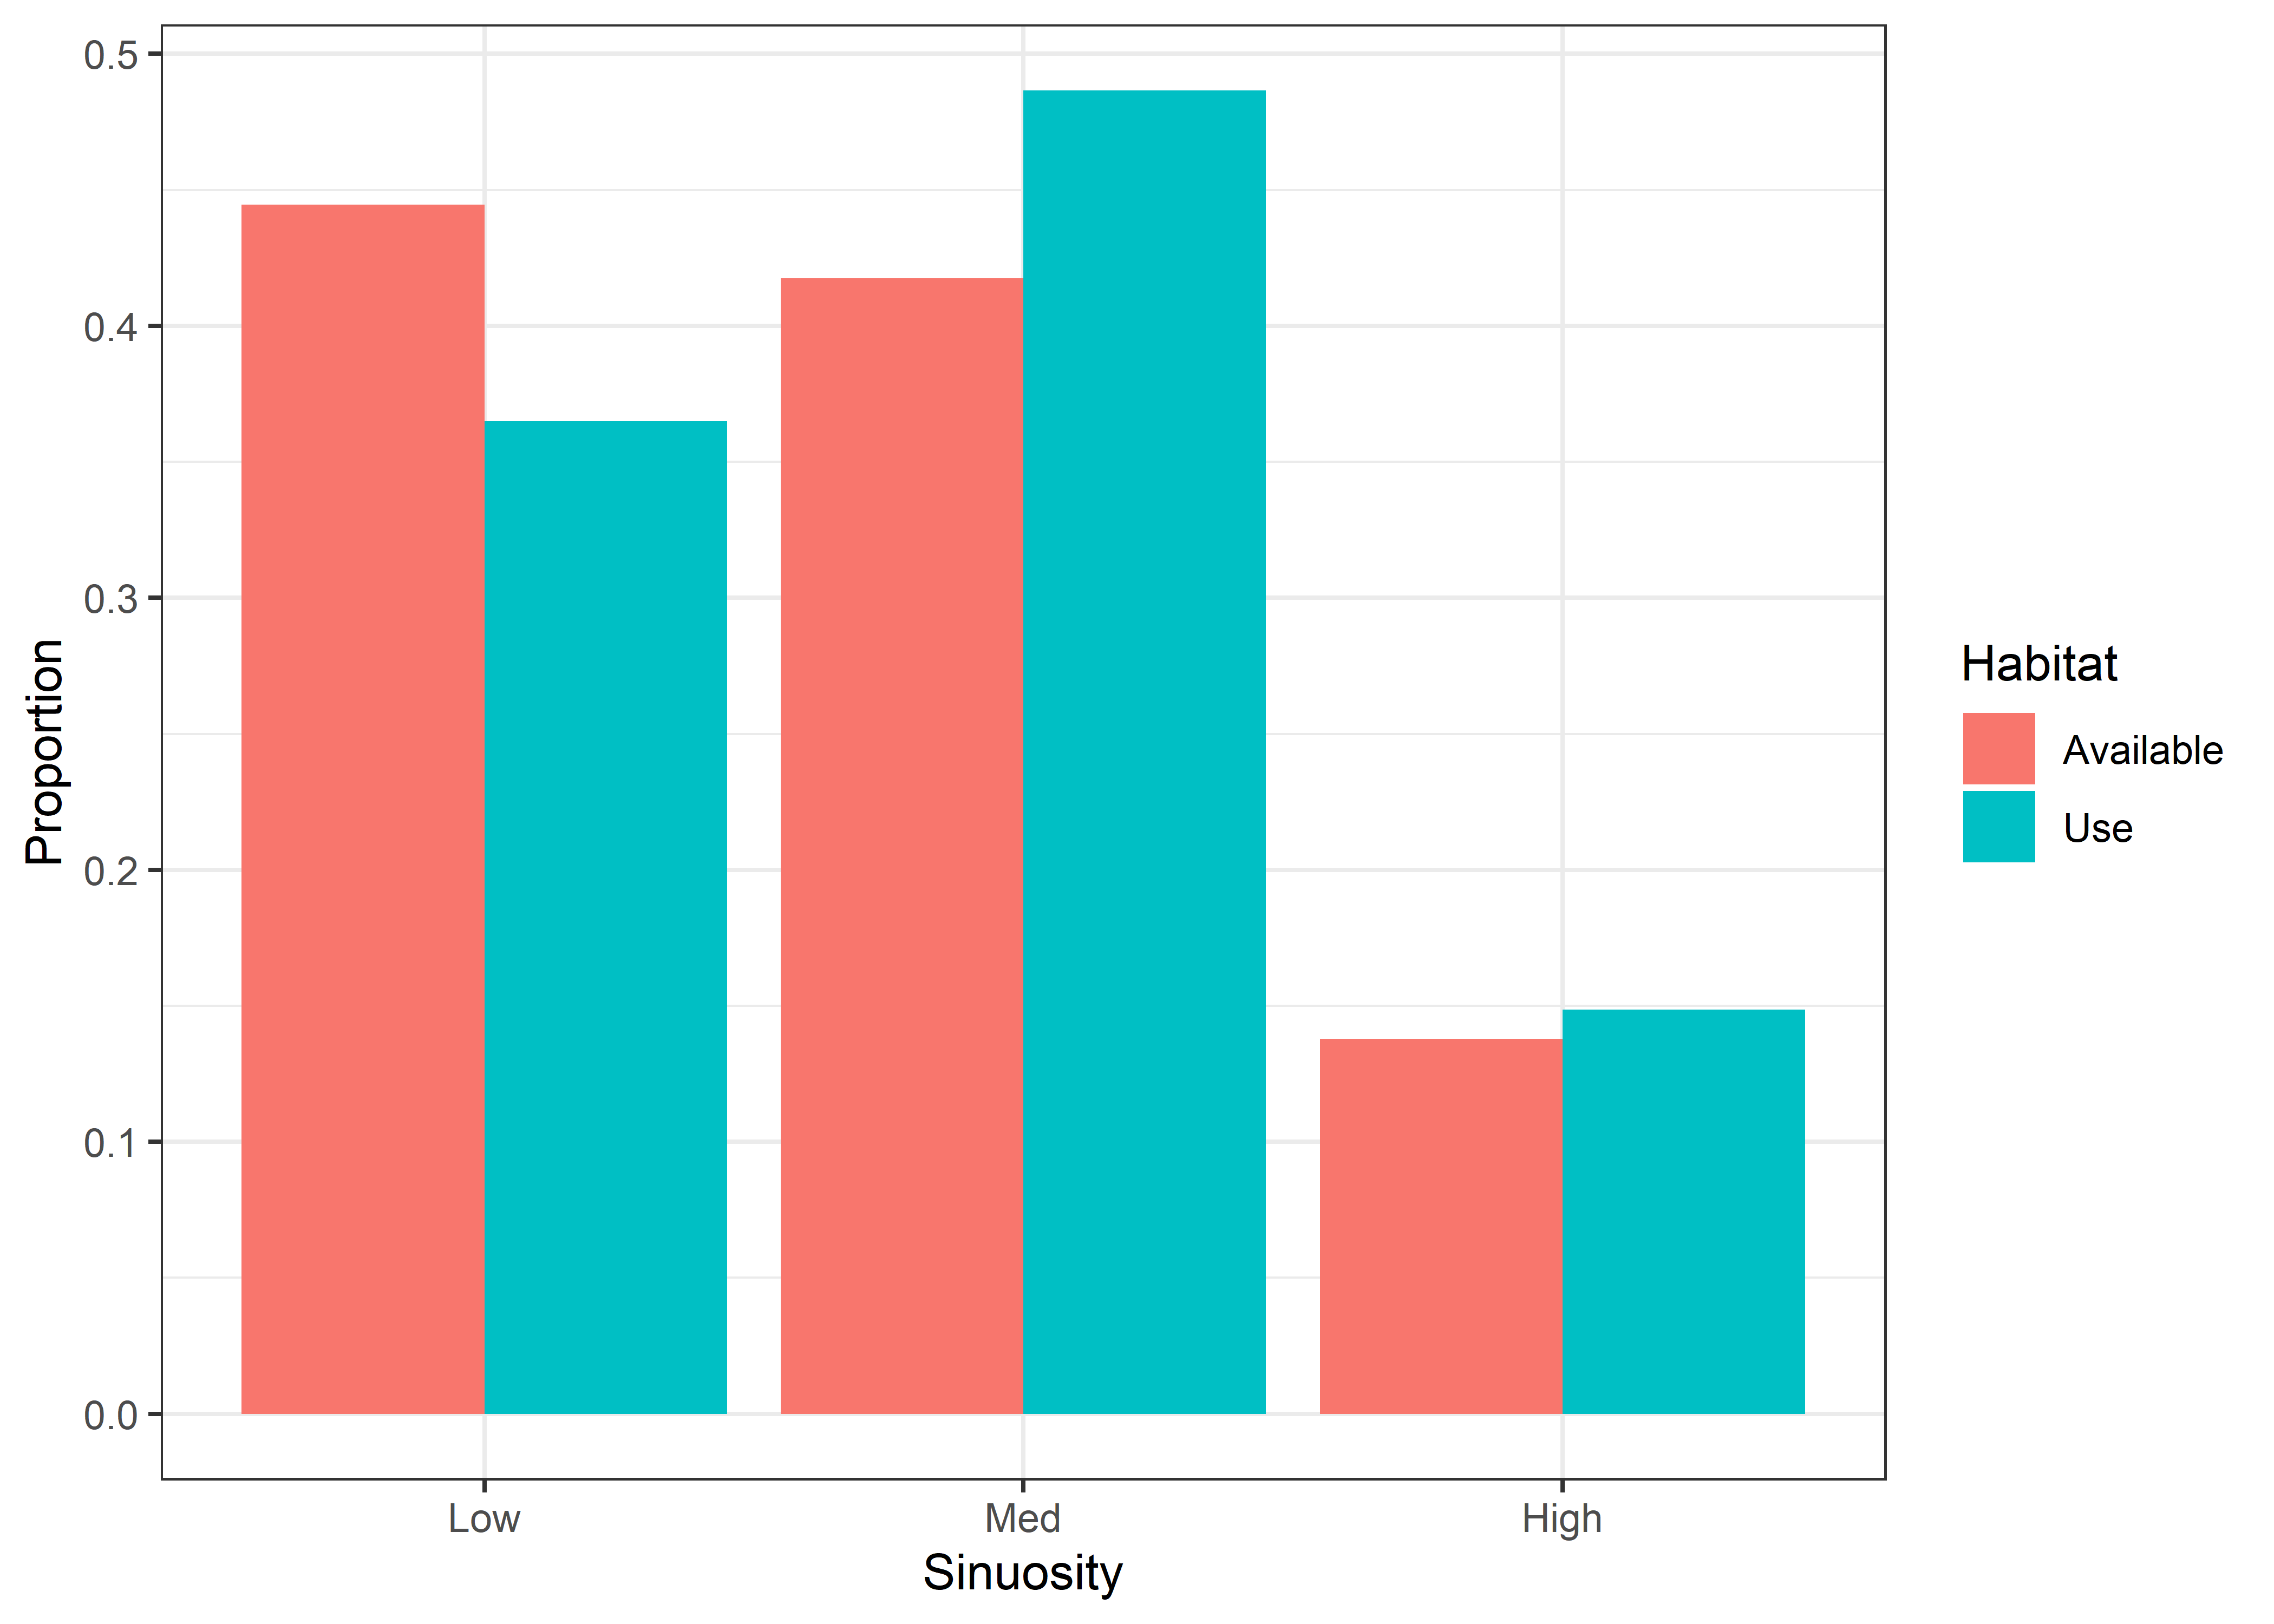 0.5
0.4
0.3
0.2
0.1
0.0
Proportion
Low Med High
Sinuosity
Habitat
Available
Use